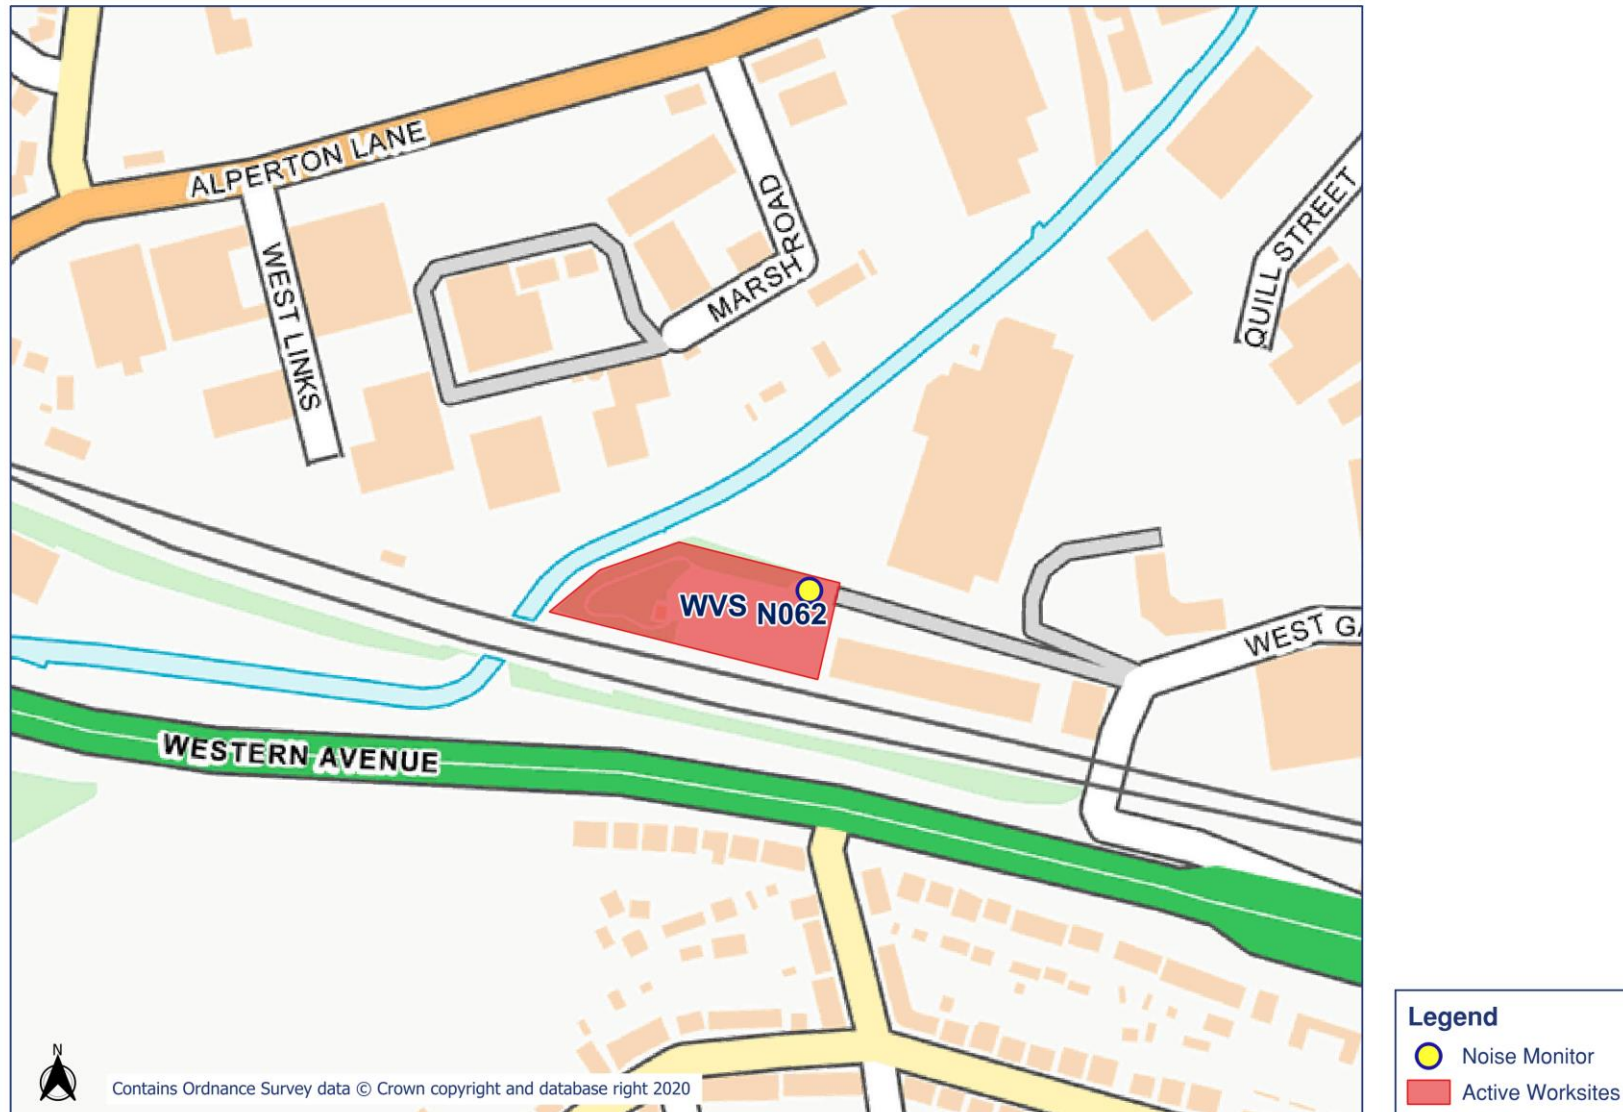 ALPERTON LANE
WEST LINKS
MARSH ROAD
QUILL STREET
WVS N062
WEST GA
WESTERN AVENUE
N
Contains Ordnance Survey data © Crown copyright and database right 2020
Legend
Noise Monitor
Active Worksites